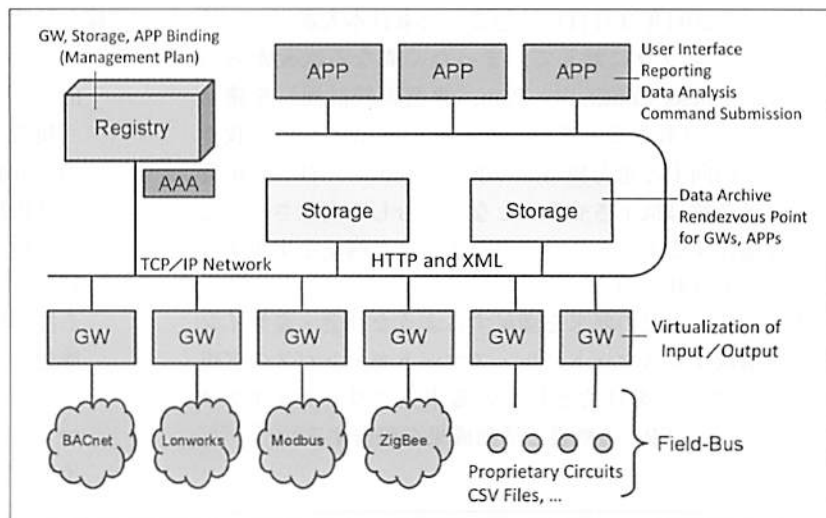 GW, Storage, APP Binding
(Management Plan)
Registry
AAA
APP
APP
APP
User Interface
Reporting
Data Analysis
Command Submission
Storage
Storage
Data Archive
Rendezvous Point
for GWs, APPs
TCP/IP Network
HTTP and XML
GW
GW
GW
GW
GW
GW
Virtualization of
Input/Output
BACnet
Lonworks
Modbus
ZigBee
Field-Bus
Proprietary Circuits
CSV Files, ...